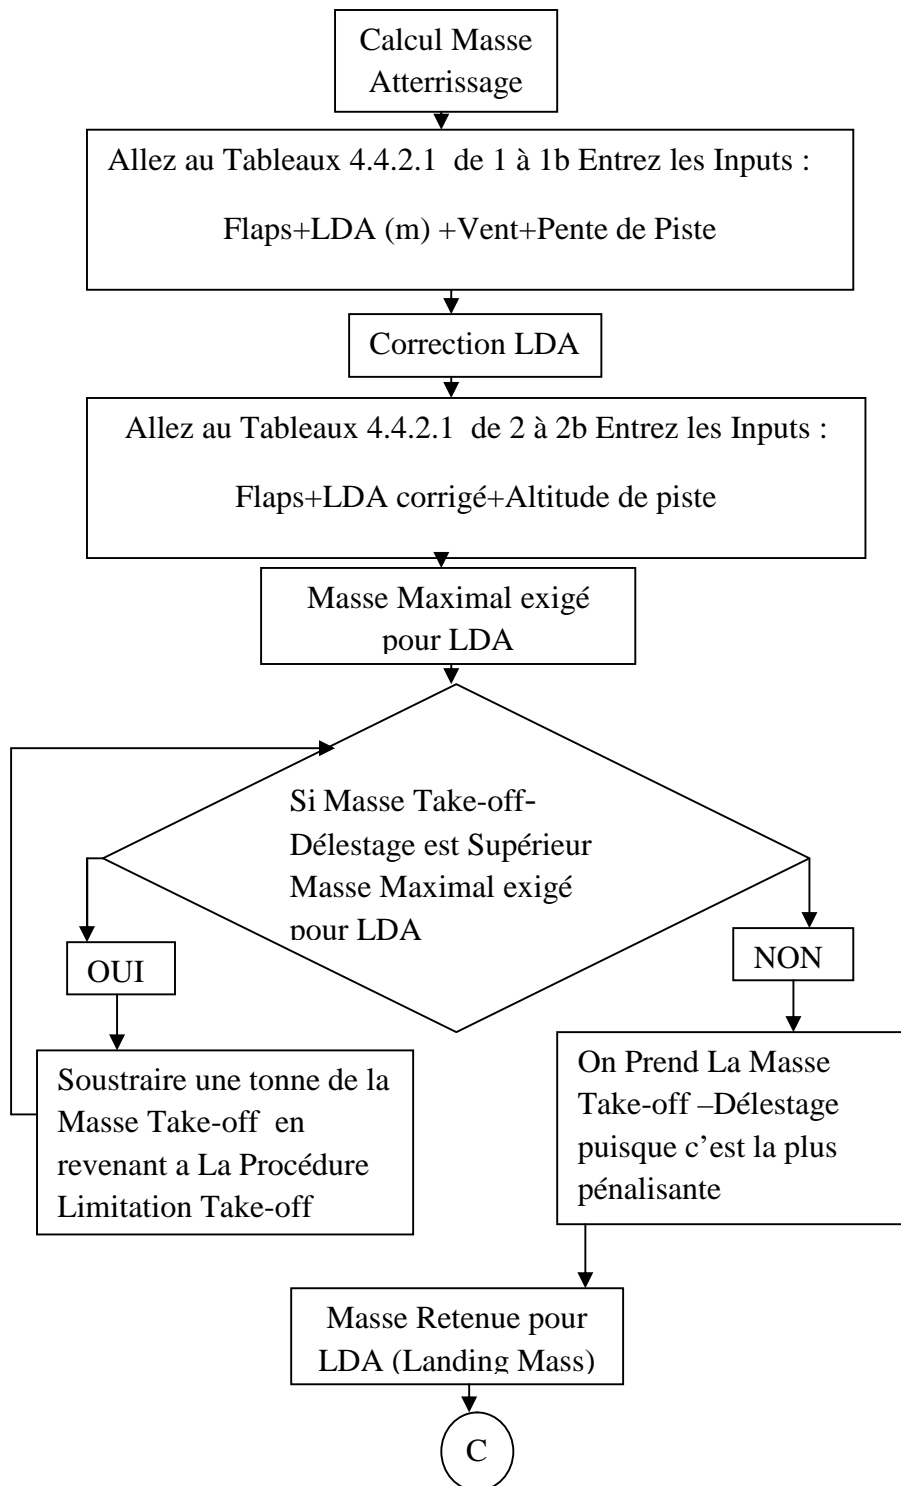 Calcul Masse
Atterrissage
Allez au Tableaux 4.4.2.1 de 1 à 1b Entrez les Inputs :
Flaps+LDA (m) +Vent+Pente de Piste
Correction LDA
Allez au Tableaux 4.4.2.1 de 2 à 2b Entrez les Inputs :
Flaps+LDA corrigé+Altitude de piste
Masse Maximal exigé
pour LDA
Si Masse Take-off-
Délestage est Supérieur
Masse Maximal exigé
pour LDA
OUI
NON
Soustraire une tonne de la
Masse Take-off en
revenant a La Procédure
Limitation Take-off
On Prend La Masse
Take-off –Délestage
puisque c’est la plus
pénalisante
Masse Retenue pour
LDA (Landing Mass)
C